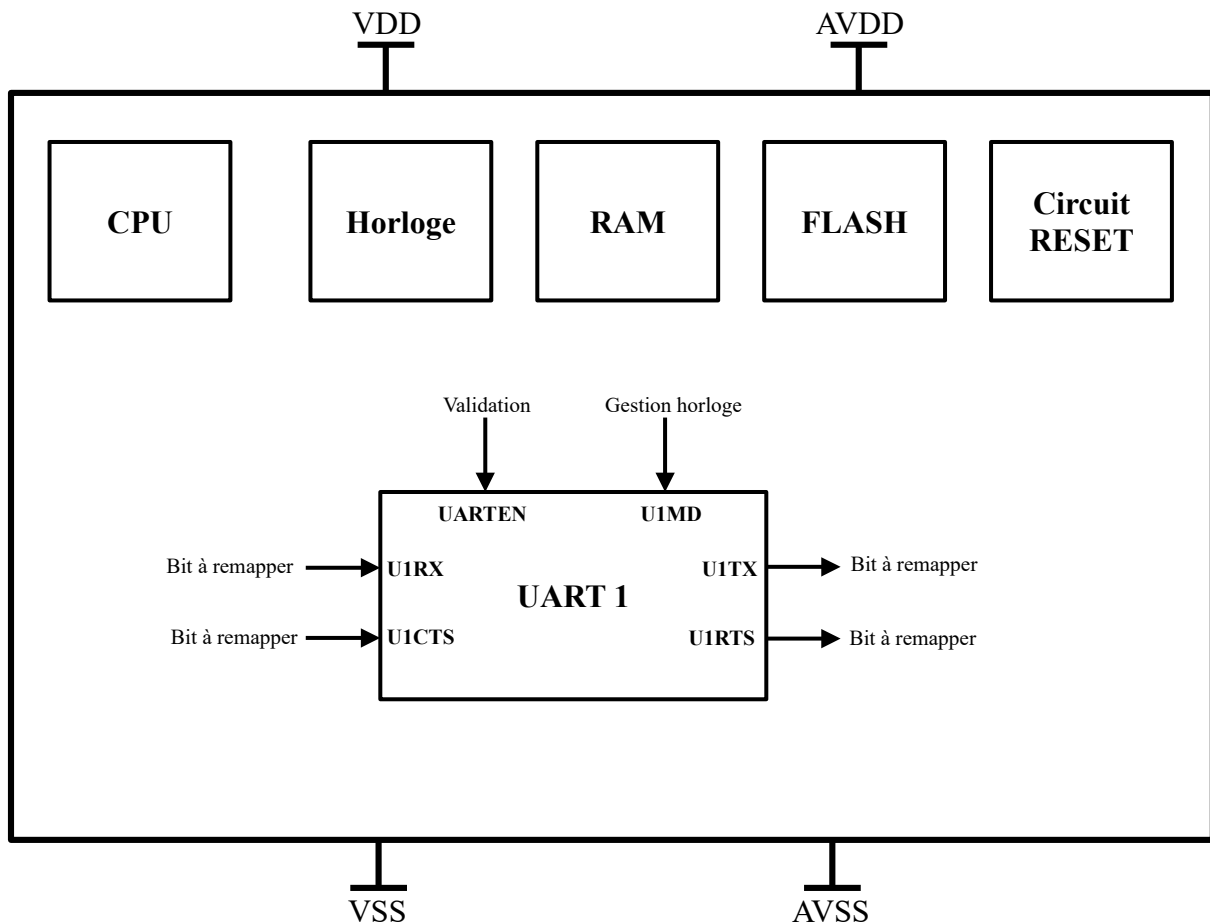 VDD
AVDD
CPU
Horloge
RAM
FLASH
Circuit
RESET
Validation
Gestion horloge
UARTEN
U1MD
Bit à remapper
U1RX
U1TX
Bit à remapper
UART 1
Bit à remapper
U1CTS
U1RTS
Bit à remapper
VSS
AVSS